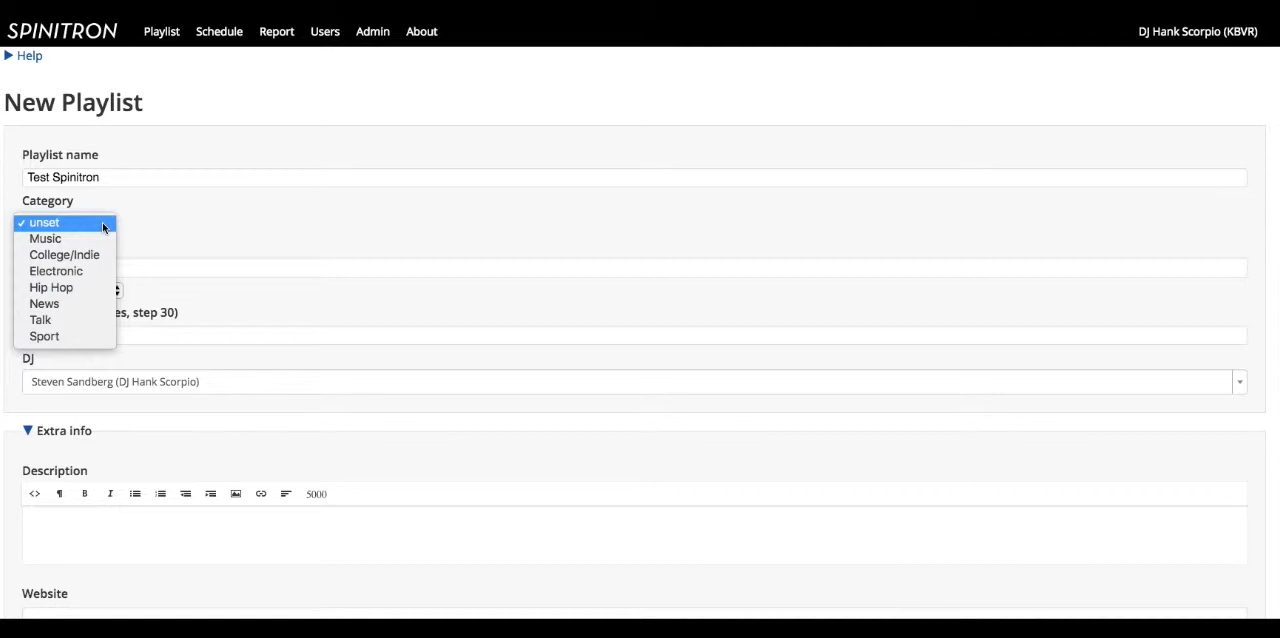 SPINITRON Playlist Schedule Report Users Admin About DJ Hank Scorpio (KBVR)
Help
New Playlist
Playlist name
Test Spinitron
Category
unset
Music
College/Indie
Electronic
Hip Hop
News
Talk
Sport
es, step 30)
DJ
Steven Sandberg (DJ Hank Scorpio)
Extra info
Description
B I 5000
Website